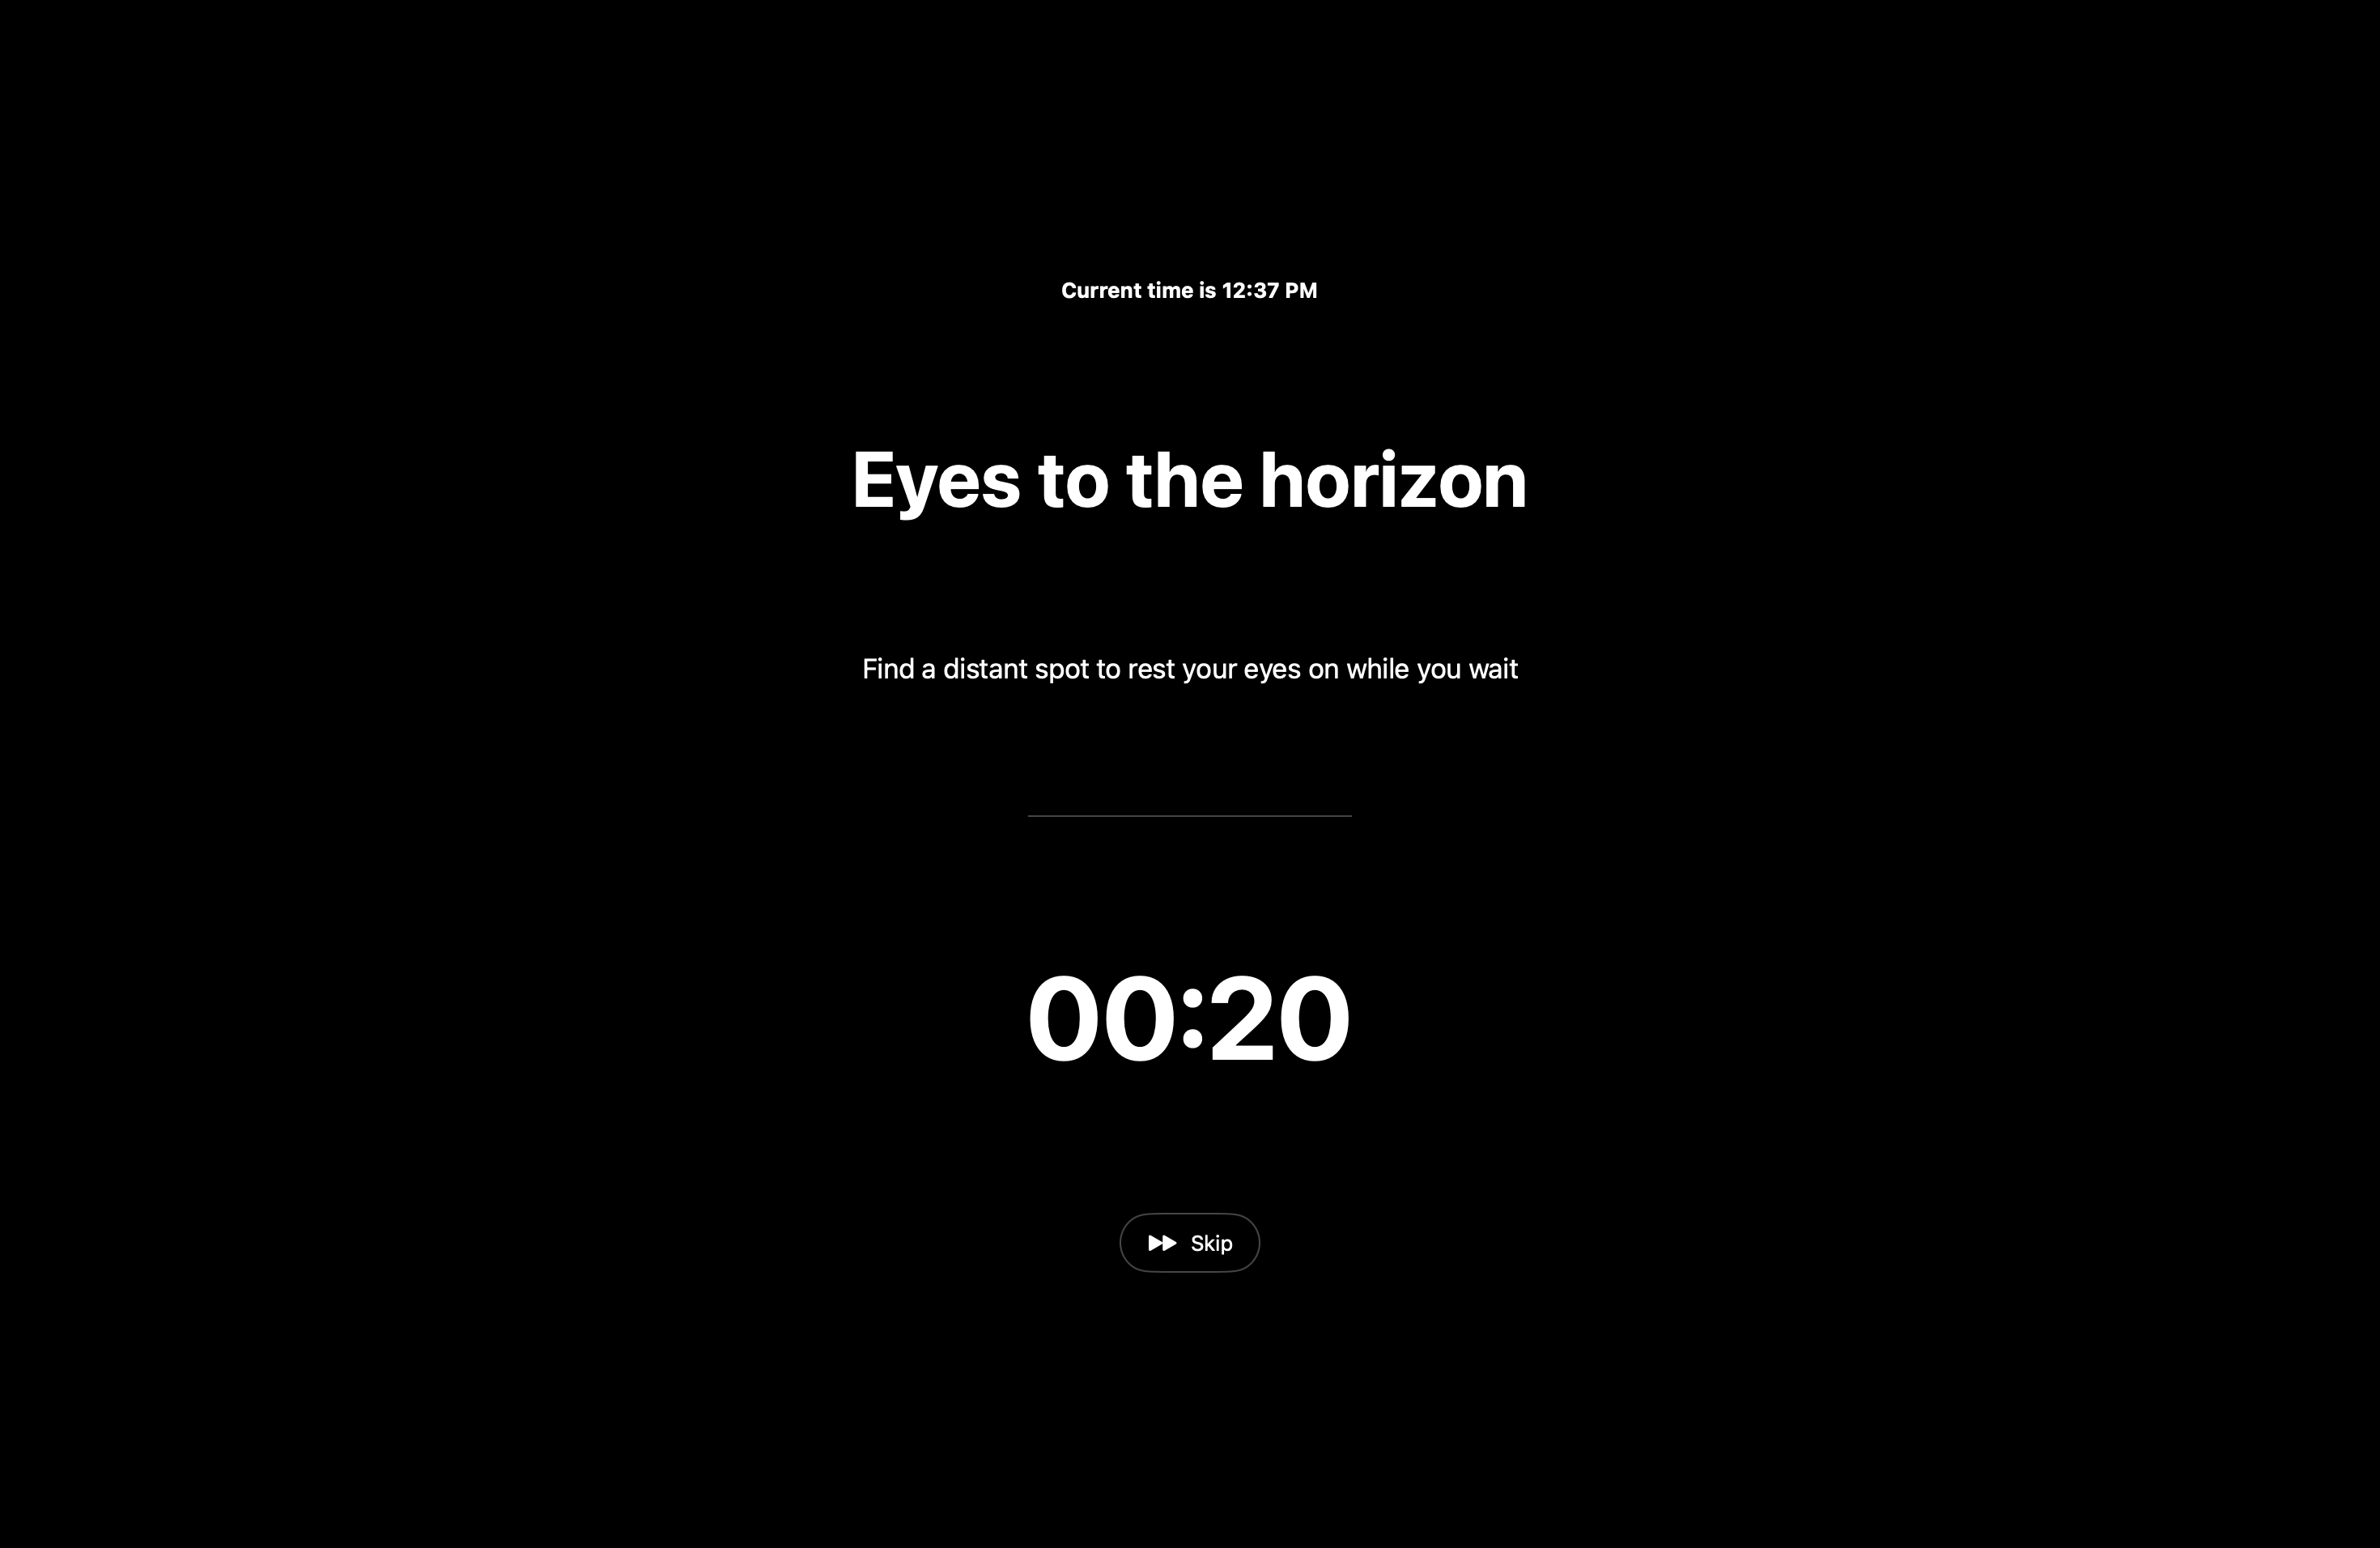 Current time is 12:37 PM
Eyes to the horizon
Find a distant spot to rest your eyes on while you wait
00:20
Skip